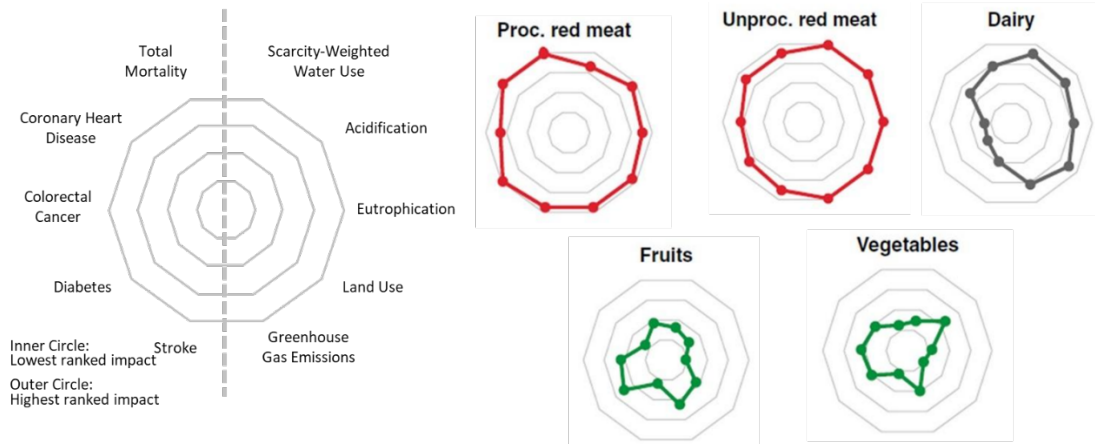 Total
Mortality
Scarcity-Weighted
Water Use
Coronary Heart
Disease
Acidification
Colorectal
Cancer
Eutrophication
Diabetes
Land Use
Stroke
Greenhouse
Gas Emissions
Inner Circle:
Lowest ranked impact
Outer Circle:
Highest ranked impact
Proc. red meat
Unproc. red meat
Dairy
Fruits
Vegetables